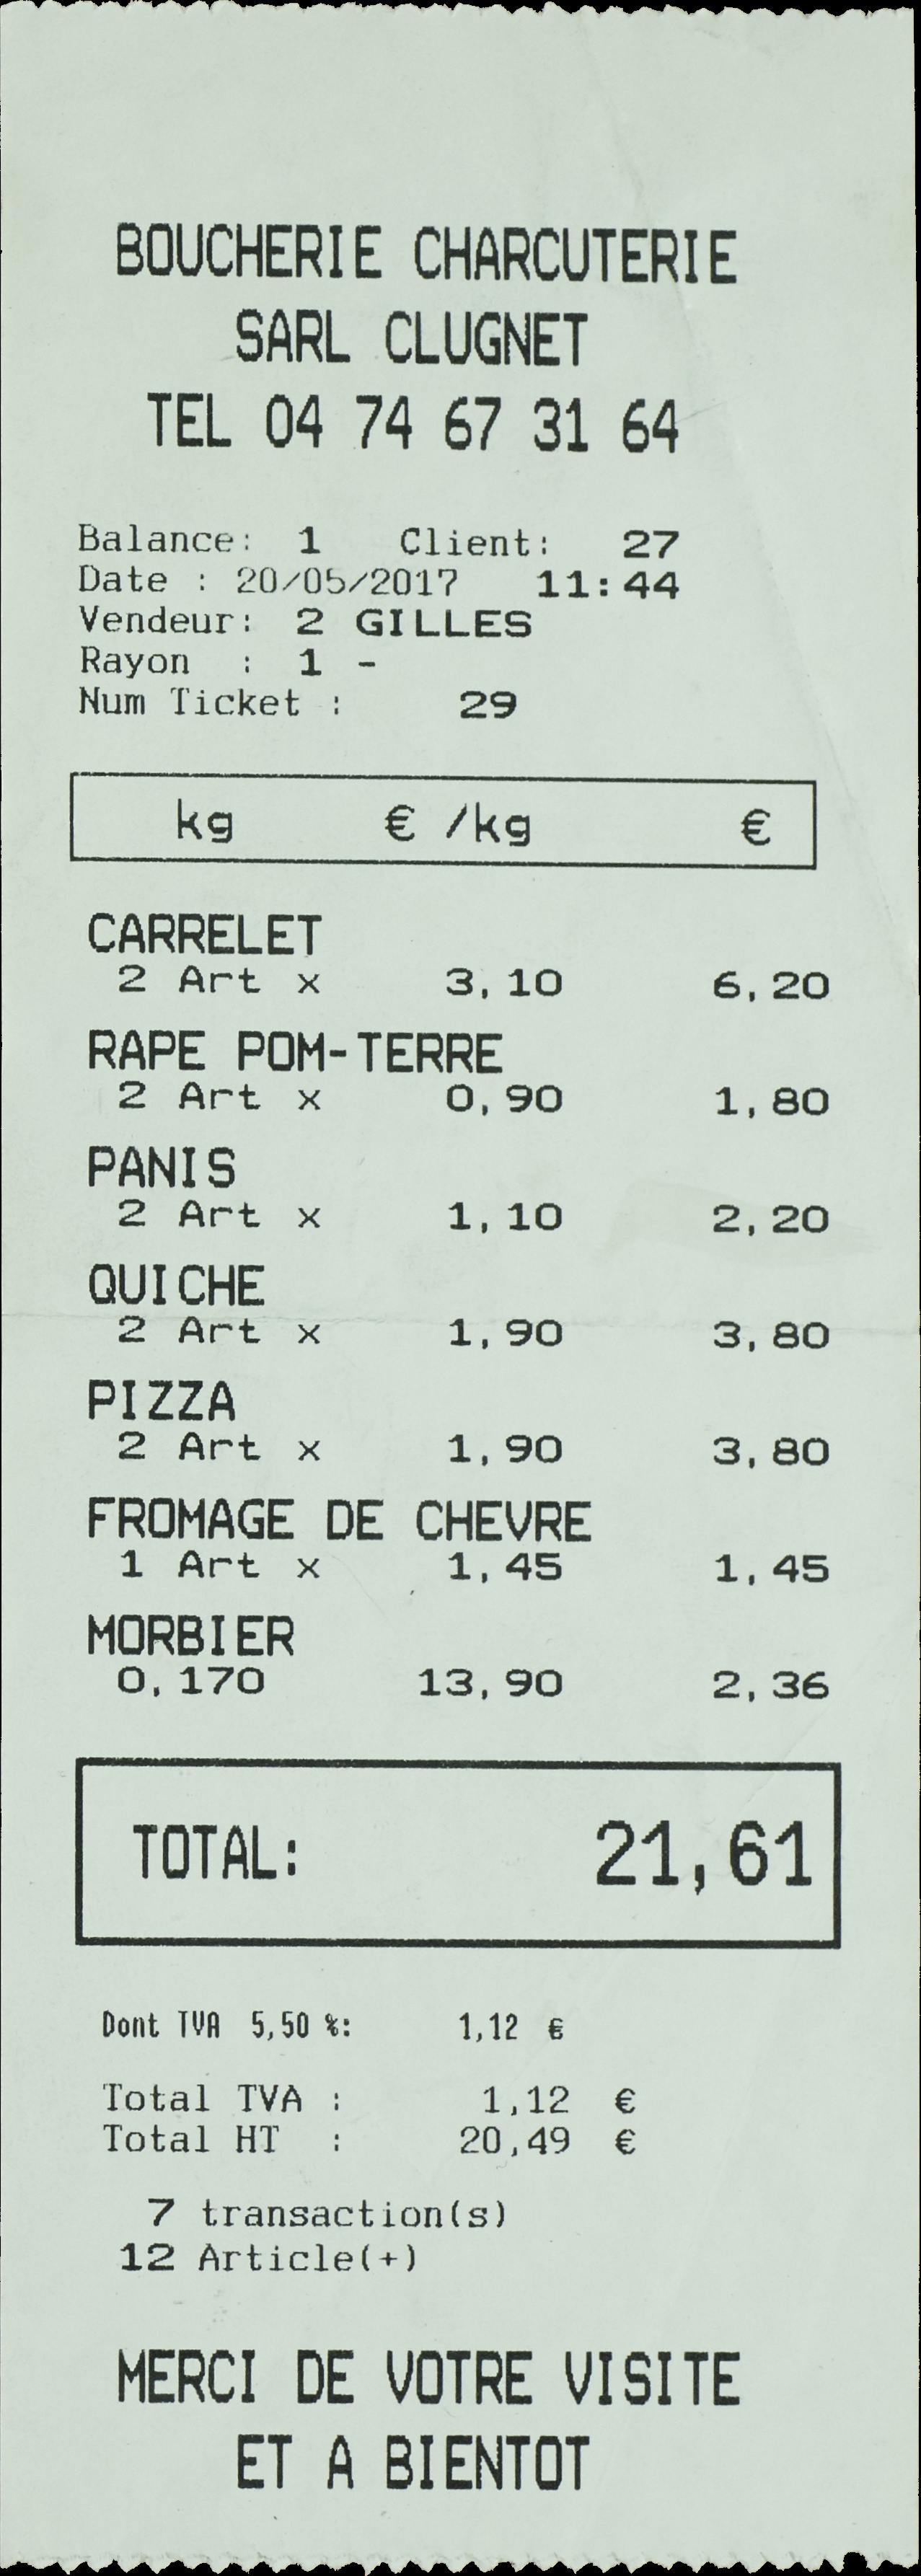 BOUCHERIE CHARCUTERIE
SARL CLUGNET
TEL 04 74 67 31 64
Balance: 1 Client: 27
Date : 20/05/2017 11:44
Vendeur: 2 GILLES
Rayon : 1 -
Num Ticket : 29
kg € /kg €
CARRELET
2 Art x 3,10 6,20
RAPE POM-TERRE
2 Art x 0,90 1,80
PANIS
2 Art x 1,10 2,20
QUICHE
2 Art x 1,90 3,80
PIZZA
2 Art x 1,90 3,80
FROMAGE DE CHEVRE
1 Art x 1,45 1,45
MORBIER
0,170 13,90 2,36
TOTAL: 21,61
Dont TVA 5,50 %: 1,12 €
Total TVA : 1,12 €
Total HT : 20,49 €
7 transaction(s)
12 Article(+)
MERCI DE VOTRE VISITE
ET A BIENTOT